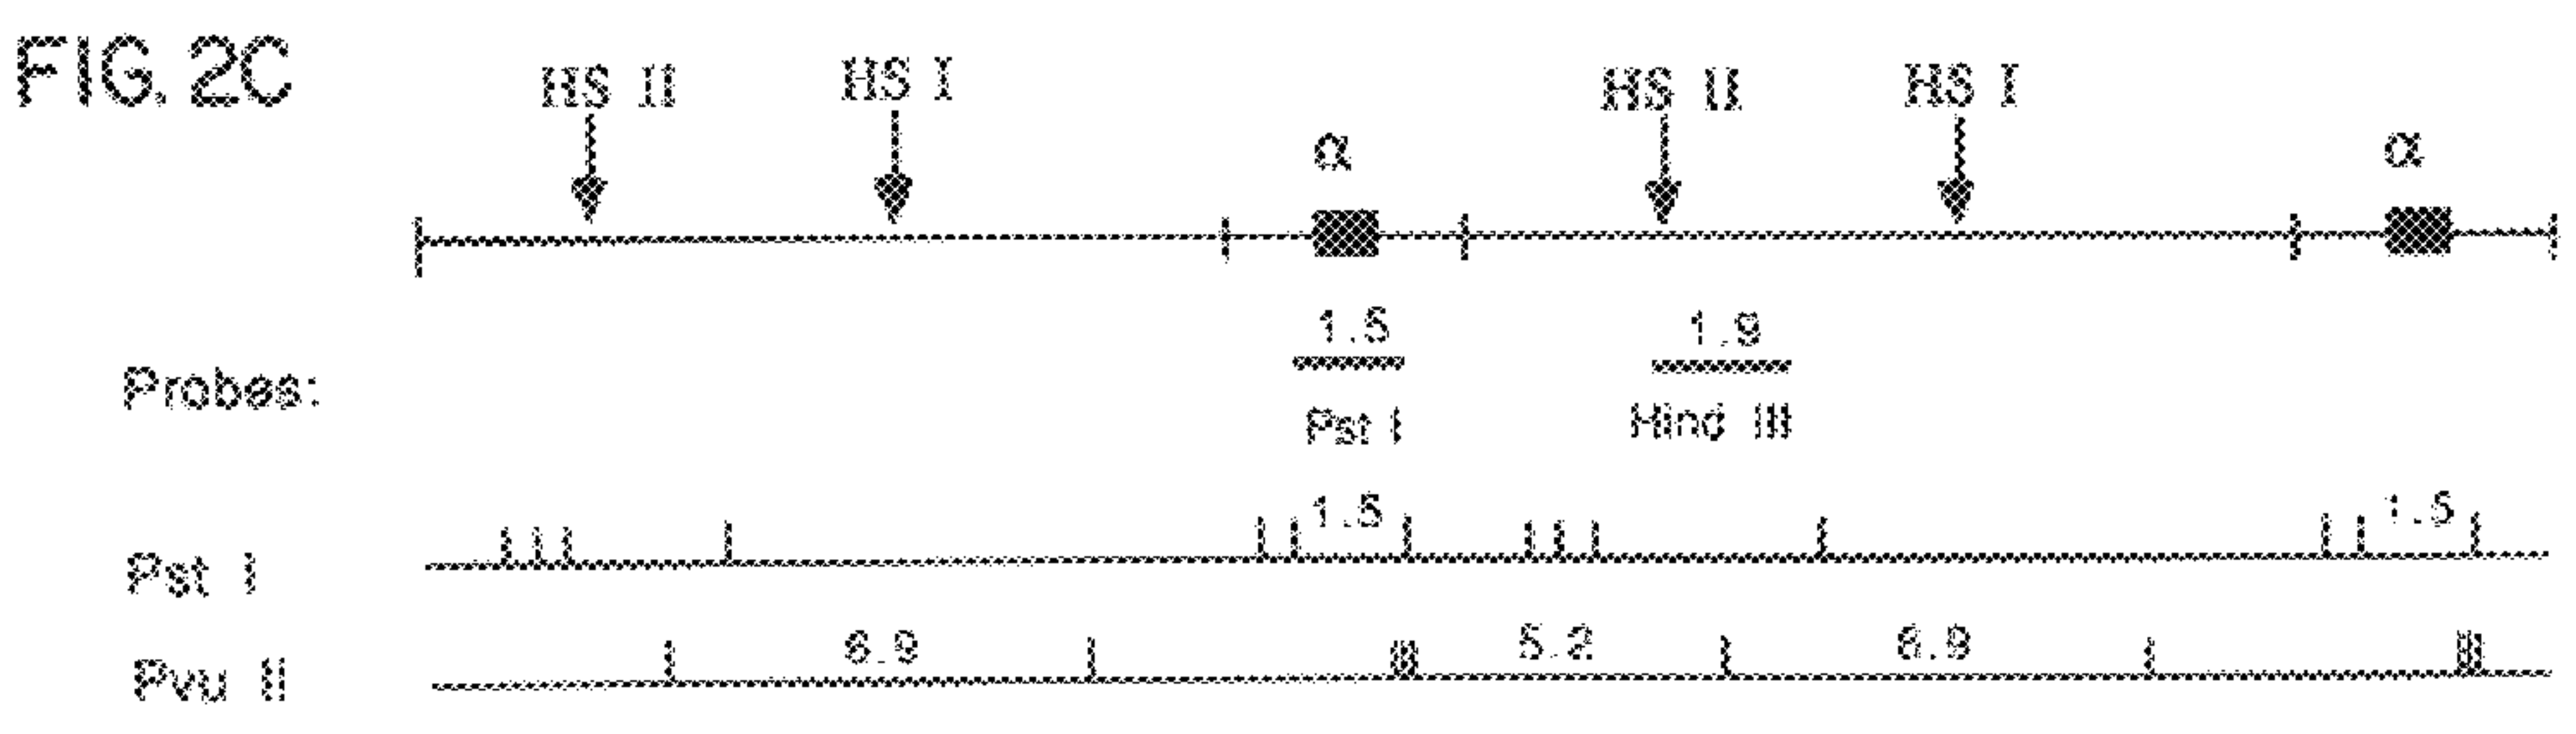 FIG. 2C
HS II HS I HS II HS I
α α
1.5 1.9
Probes:
Pst I Hind III
1.5 1.5
Pst I
6.9 5.2 6.9
Pvu II